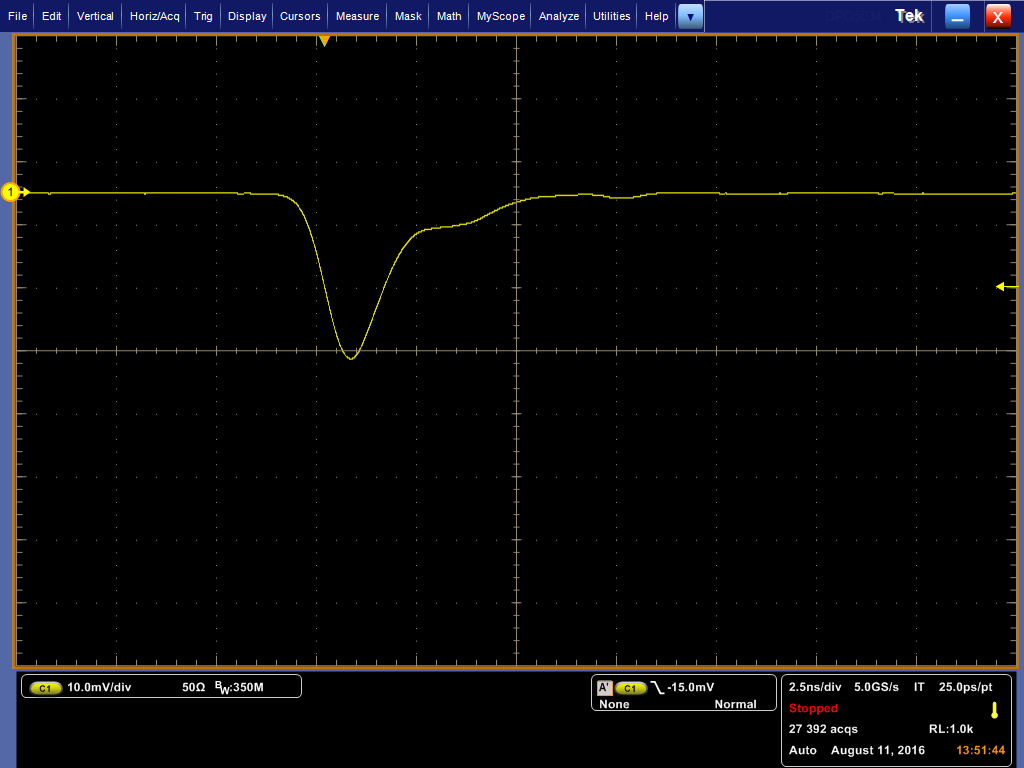 File Edit Vertical Horiz/Acq Trig Display Cursors Measure Mask Math MyScope Analyze Utilities Help Tek X
1
C1 10.0mV/div 50Ω BW:350M
A' C1 -15.0mV
None Normal
2.5ns/div 5.0GS/s IT 25.0ps/pt
Stopped
27 392 acqs RL:1.0k
Auto August 11, 2016 13:51:44